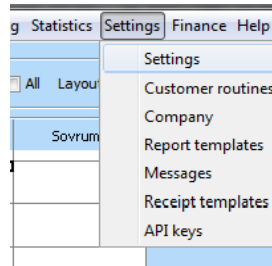 g Statistics Settings Finance Help
Settings
All Layou
Customer routines
Company
Sovrum
Report templates
Messages
Receipt templates
API keys